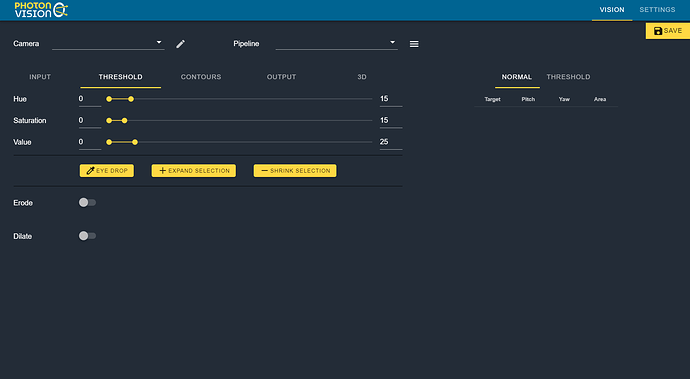 PHOTON
VISION
VISION SETTINGS
SAVE
Camera Pipeline
INPUT THRESHOLD CONTOURS OUTPUT 3D
NORMAL THRESHOLD
Hue 0 15
Target Pitch Yaw Area
Saturation 0 15
Value 0 25
EYE DROP EXPAND SELECTION SHRINK SELECTION
Erode
Dilate